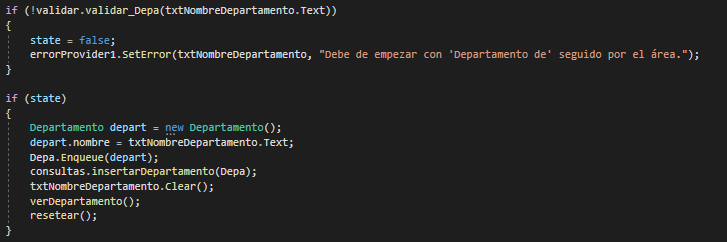 if (!validar.validar_Depa(txtNombreDepartamento.Text))
{
state = false;
errorProvider1.SetError(txtNombreDepartamento, "Debe de empezar con 'Departamento de' seguido por el área.");
}
if (state)
{
Departamento depart = new Departamento();
depart.nombre = txtNombreDepartamento.Text;
Depa.Enqueue(depart);
consultas.insertarDepartamento(Depa);
txtNombreDepartamento.Clear();
verDepartamento();
resetear();
}